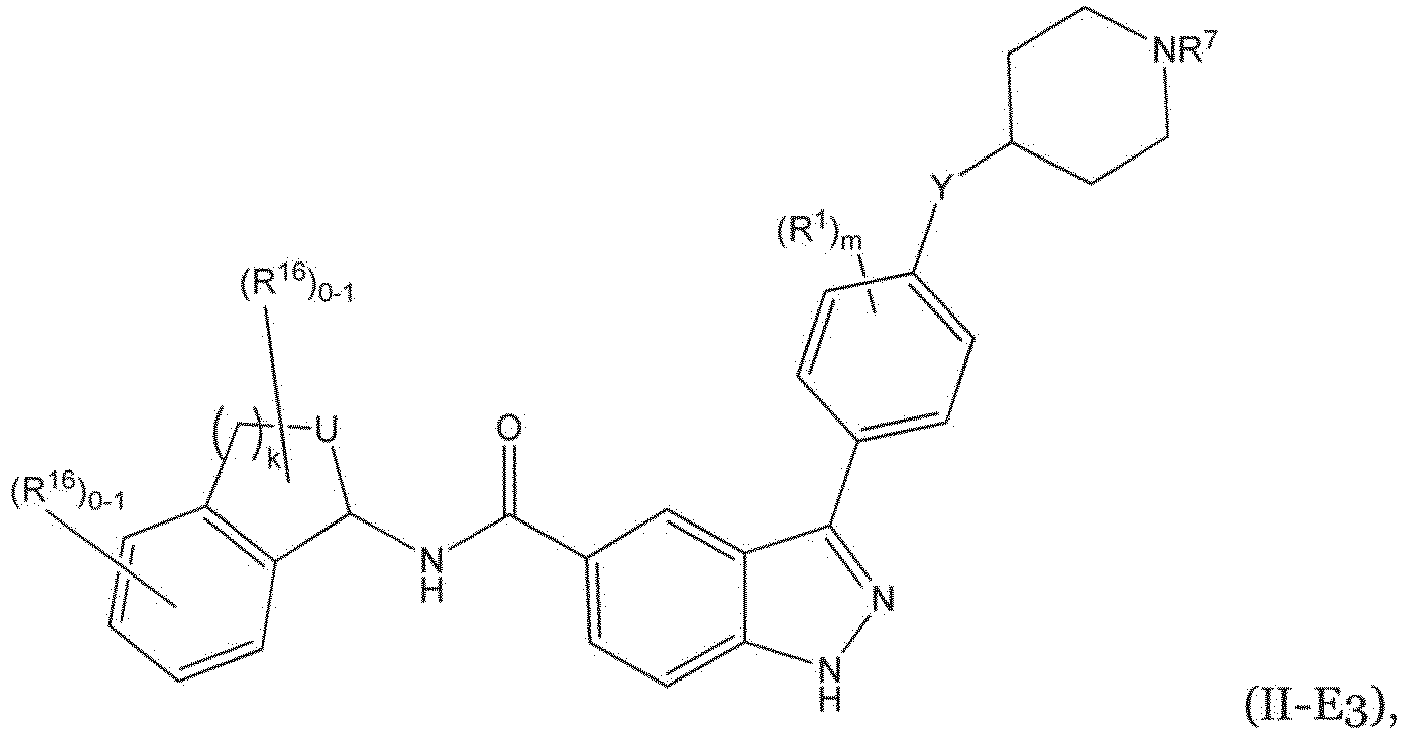 NR⁷
Y
(R¹)m
(R¹⁶)0-1
( )k U
O
(R¹⁶)0-1
N
H
N
N
H
(II-E3),